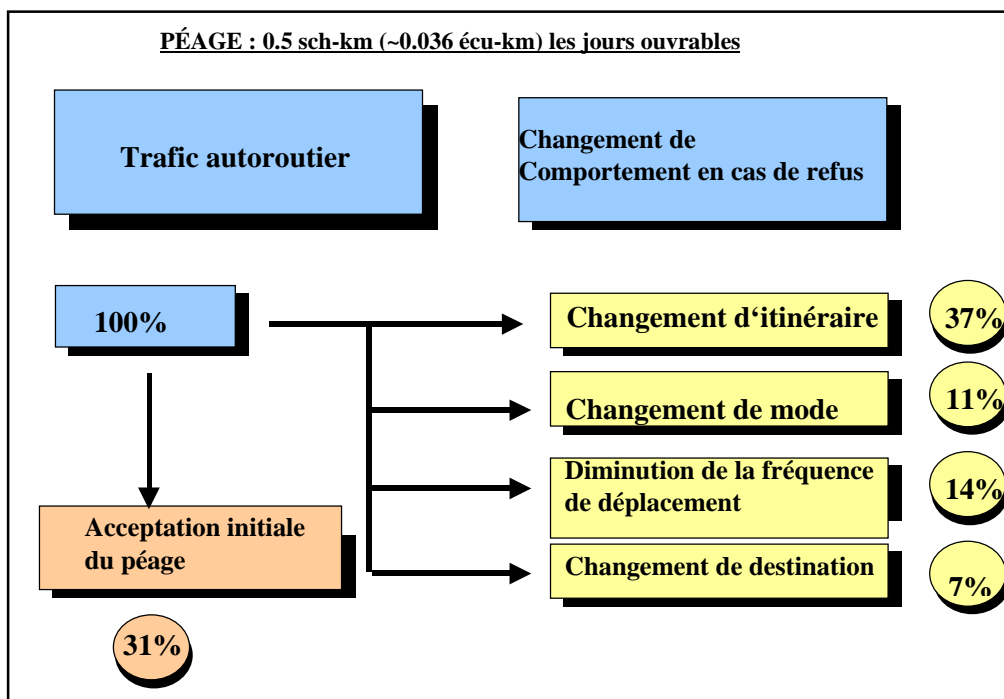 PÉAGE : 0.5 sch-km (~0.036 écu-km) les jours ouvrables
Trafic autoroutier
Changement de
Comportement en cas de refus
100%
Changement d‘itinéraire
37%
Changement de mode
11%
Diminution de la fréquence
de déplacement
14%
Acceptation initiale
du péage
Changement de destination
7%
31%